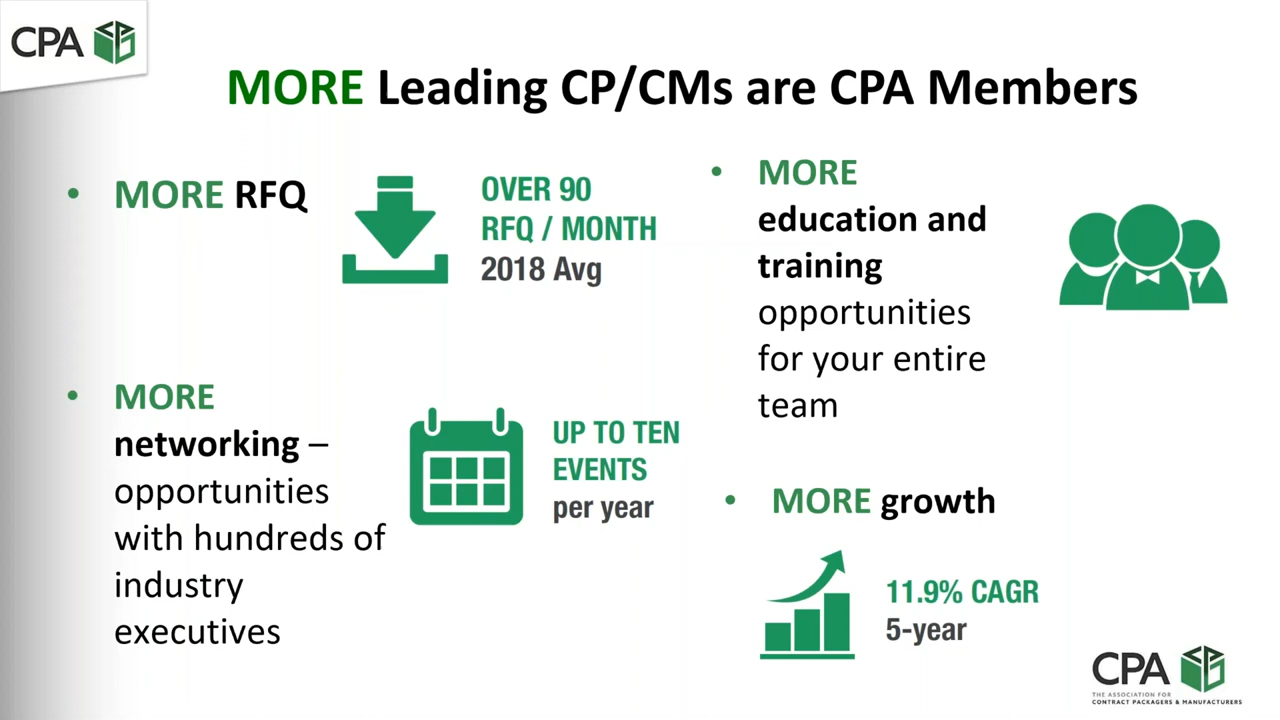 CPA
MORE Leading CP/CMs are CPA Members
• MORE RFQ
OVER 90
RFQ / MONTH
2018 Avg
• MORE
networking –
opportunities
with hundreds of
industry
executives
UP TO TEN
EVENTS
per year
• MORE
education and
training
opportunities
for your entire
team
• MORE growth
11.9% CAGR
5-year
CPA
THE ASSOCIATION FOR
CONTRACT PACKAGERS & MANUFACTURERS